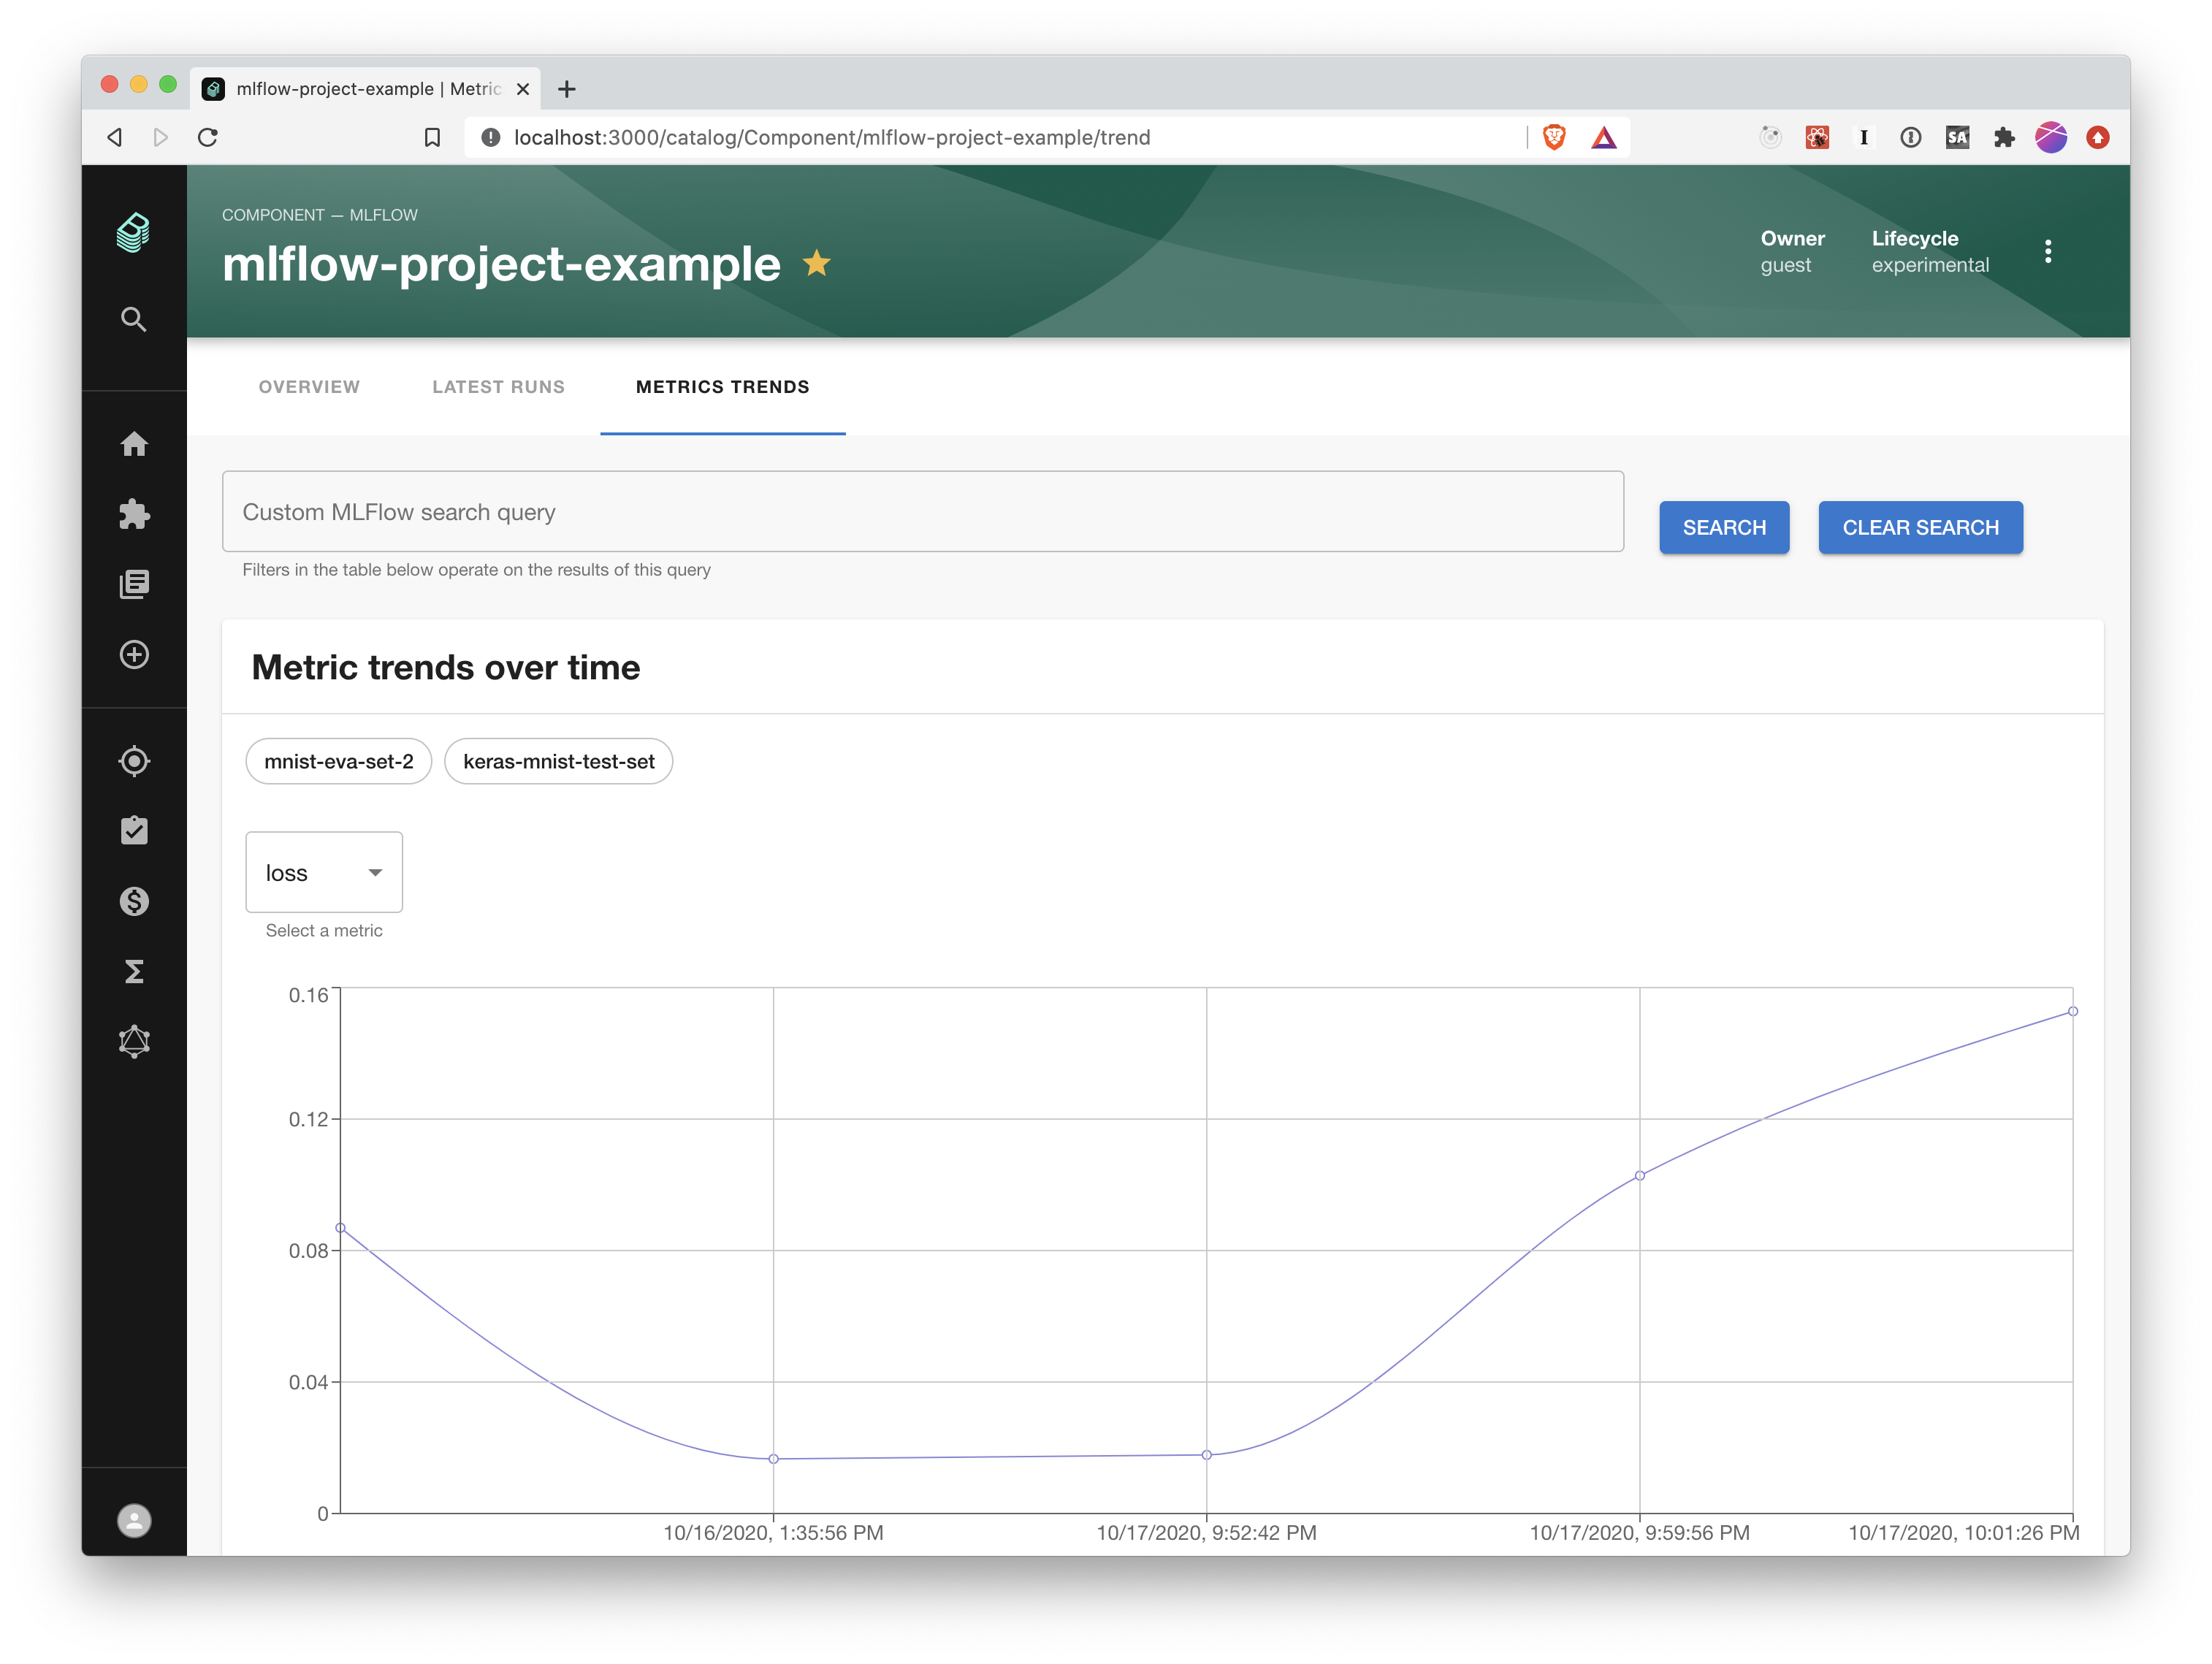 mlflow-project-example | Metric
localhost:3000/catalog/Component/mlflow-project-example/trend
COMPONENT — MLFLOW
mlflow-project-example
Owner
guest
Lifecycle
experimental
OVERVIEW
LATEST RUNS
METRICS TRENDS
Custom MLFlow search query
SEARCH
CLEAR SEARCH
Filters in the table below operate on the results of this query
Metric trends over time
mnist-eva-set-2
keras-mnist-test-set
loss
Select a metric
0.16
0.12
0.08
0.04
0
10/16/2020, 1:35:56 PM
10/17/2020, 9:52:42 PM
10/17/2020, 9:59:56 PM
10/17/2020, 10:01:26 PM
I
SA